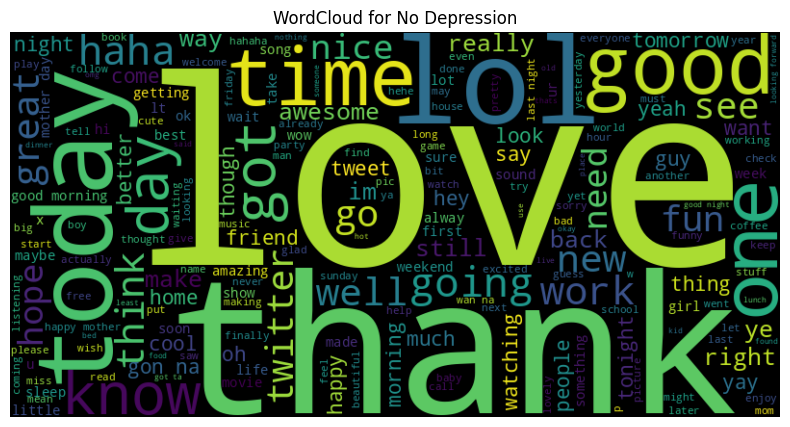 WordCloud for No Depression
night
book
hahaha
way
nice
really
everyone
tomorrow
year
nothing
song
play
follow
omg
haha
welcome
time
lol
even
done
lot
hehe
may
house
pretty
last night
ur
old
yesterday
good
must
looking forward
great
mother
day
come
getting
lt
ok
friday
take
awesome
yeah
see
today
tell
hi
cute
best
wait
already
wow
party
man
long
game
look
say
world
hour
want
working
better
day
though
got
find
tweet
sure
bit
sound
try
need
guy
check
another
week
good morning
said
waiting
looking
music
im
ya
pic
go
watch
hey
yet
sorry
place
good night
love
one
big
x
boy
thought
give
friend
hot
alway
first
use
bad
okay
fun
funny
coffee
keep
listening
start
maybe
actually
think
glad
still
back
new
hope
make
name
amazing
never
sunday
weekend
excited
live
guess
w
stuff
thing
free
least
home
show
making
well
going
wan na
work
girl
went
lunch
happy mother
bed
put
twitter
help
next
school
kid
let
last
found
coming
please
wish
cool
soon
saw
food
finally
oh
made
morning
much
watching
ye
right
u
miss
mean
sleep
read
gon na
got ta
life
movie
feel
happy
beautiful
baby
call
lovely
people
something
picture
tonight
yay
little
dinner
know
thank
p
someone
might
later
enjoy
mom